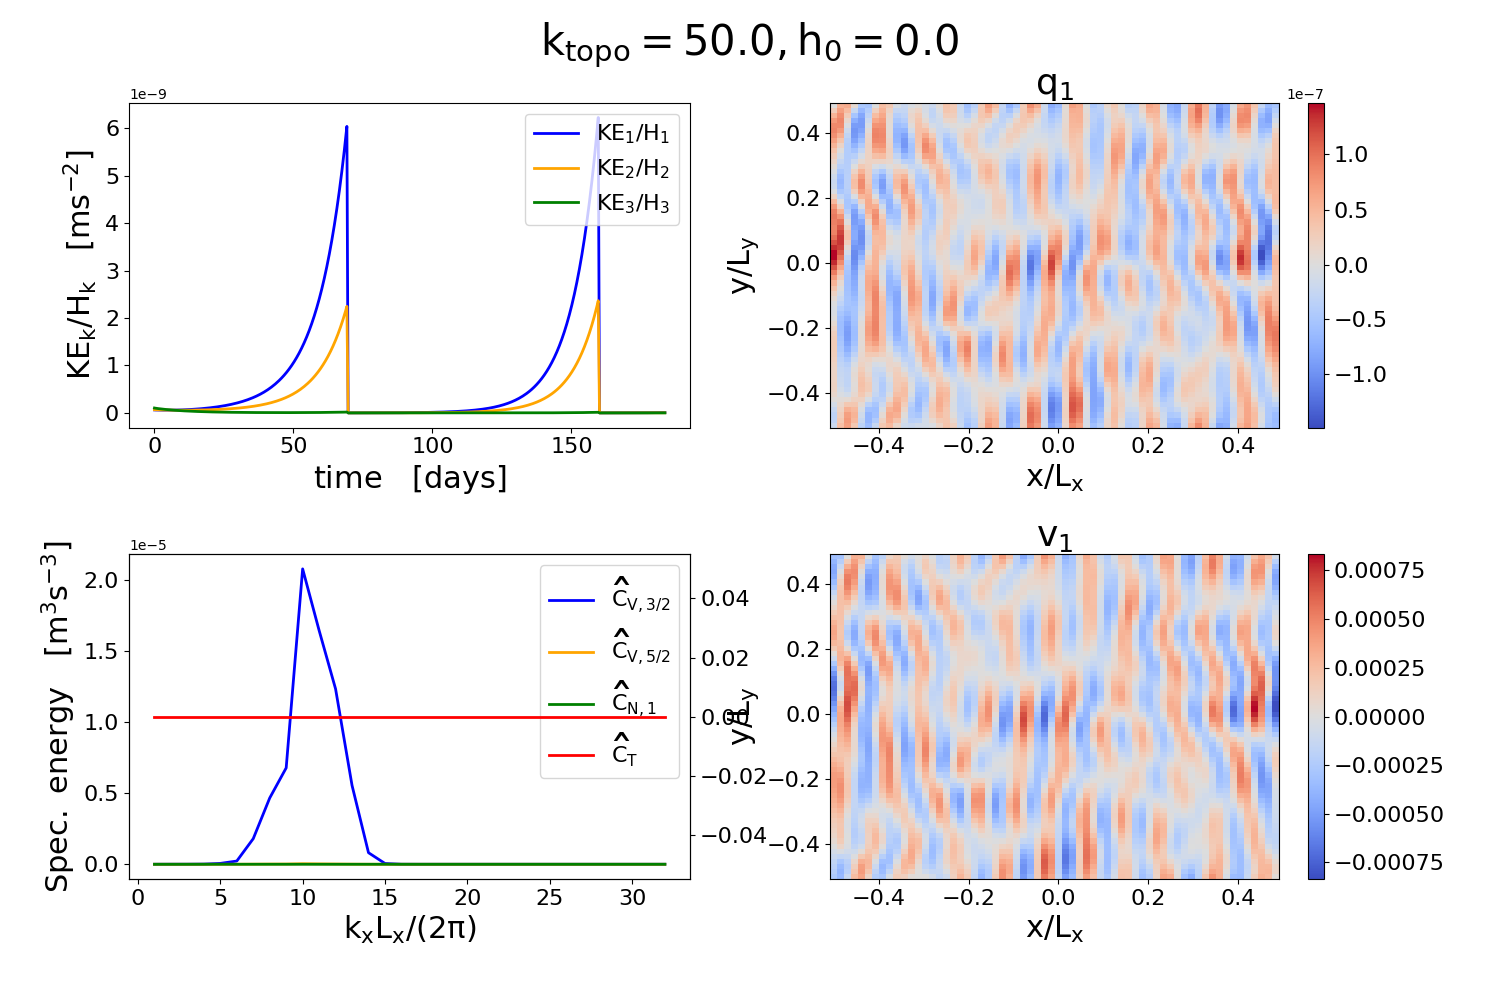 k_topo = 50.0, h_0 = 0.0
1e−9
KE_k/H_k [ms^−2]
6
5
4
3
2
1
0
KE_1/H_1
KE_2/H_2
KE_3/H_3
0 50 100 150
time [days]
q_1
y/L_y
0.4
0.2
0.0
−0.2
−0.4
−0.4 −0.2 0.0 0.2 0.4
x/L_x
1e−7
1.0
0.5
0.0
−0.5
−1.0
1e−5
Spec. energy [m^3s^−3]
2.0
1.5
1.0
0.5
0.0
Ĉ_V,3/2
Ĉ_V,5/2
Ĉ_N,1
Ĉ_T
0.04
0.02
0.00
−0.02
−0.04
0 5 10 15 20 25 30
k_xL_x/(2π)
v_1
y/L_y
0.4
0.2
0.0
−0.2
−0.4
−0.4 −0.2 0.0 0.2 0.4
x/L_x
0.00075
0.00050
0.00025
0.00000
−0.00025
−0.00050
−0.00075